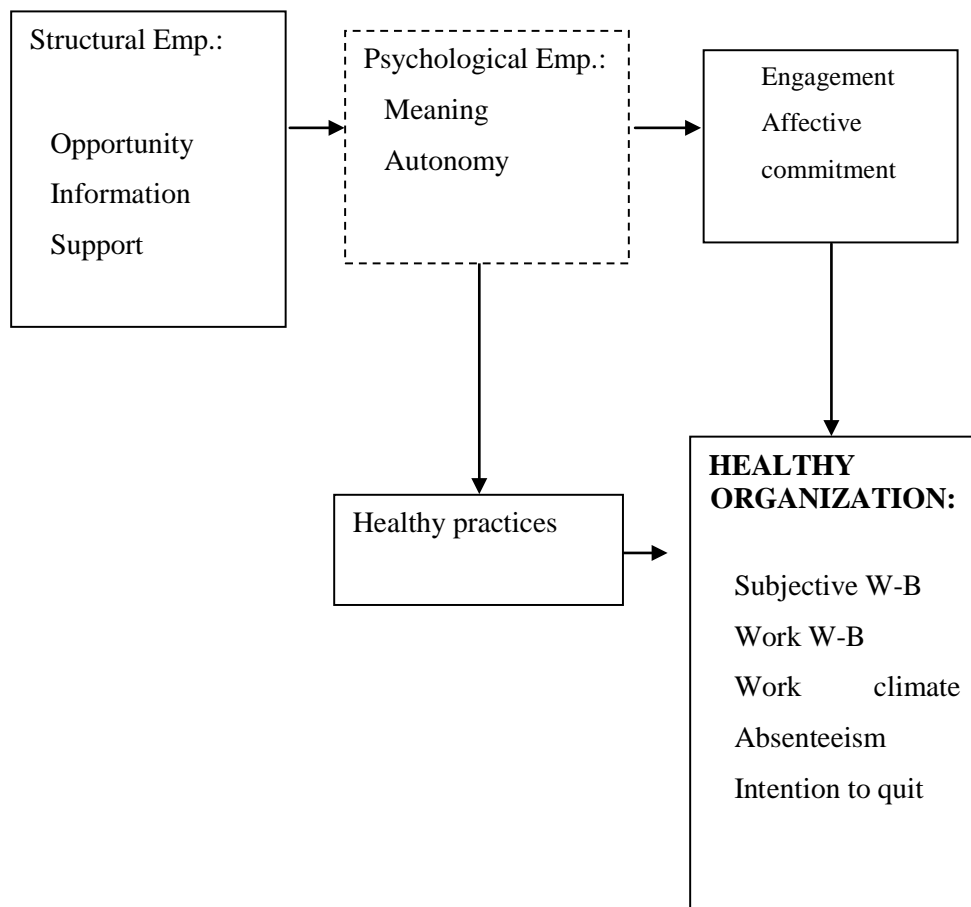 Structural Emp.:
Opportunity
Information
Support
Psychological Emp.:
Meaning
Autonomy
Engagement
Affective
commitment
Healthy practices
HEALTHY
ORGANIZATION:
Subjective W-B
Work W-B
Work climate
Absenteeism
Intention to quit